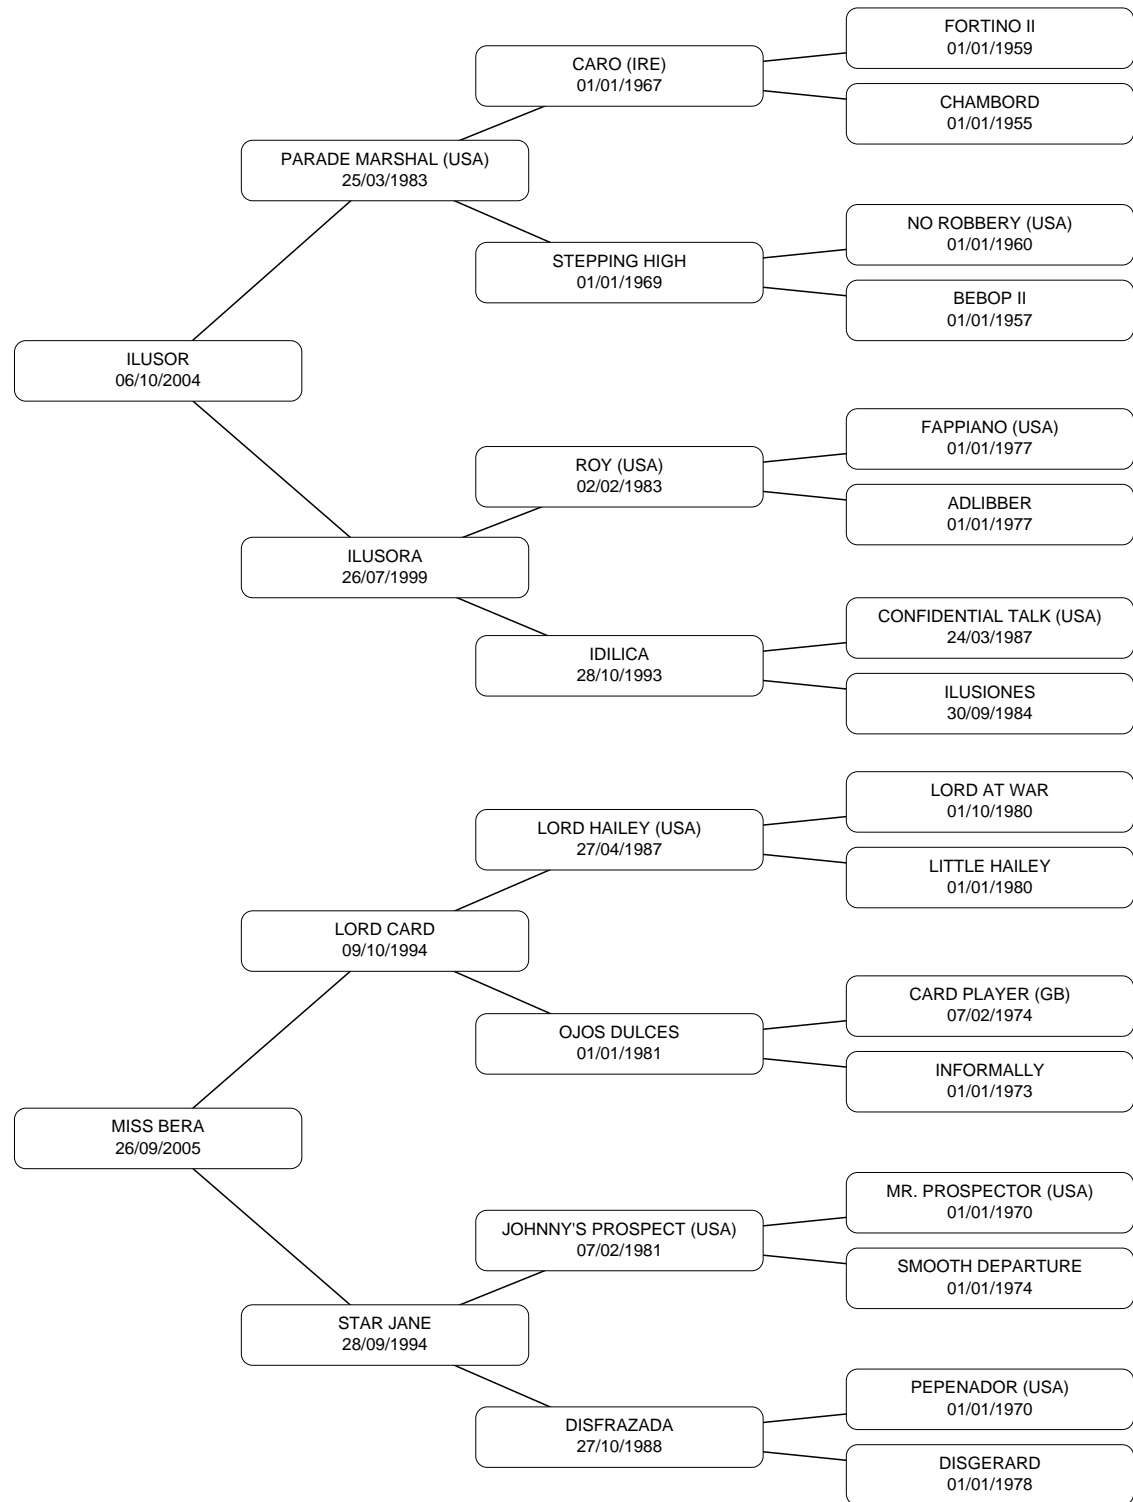 FORTINO II
01/01/1959
CARO (IRE)
01/01/1967
CHAMBORD
01/01/1955
PARADE MARSHAL (USA)
25/03/1983
NO ROBBERY (USA)
01/01/1960
STEPPING HIGH
01/01/1969
BEBOP II
01/01/1957
ILUSOR
06/10/2004
FAPPIANO (USA)
01/01/1977
ROY (USA)
02/02/1983
ADLIBBER
01/01/1977
ILUSORA
26/07/1999
CONFIDENTIAL TALK (USA)
24/03/1987
IDILICA
28/10/1993
ILUSIONES
30/09/1984
LORD AT WAR
01/10/1980
LORD HAILEY (USA)
27/04/1987
LITTLE HAILEY
01/01/1980
LORD CARD
09/10/1994
CARD PLAYER (GB)
07/02/1974
OJOS DULCES
01/01/1981
INFORMALLY
01/01/1973
MISS BERA
26/09/2005
MR. PROSPECTOR (USA)
01/01/1970
JOHNNY'S PROSPECT (USA)
07/02/1981
SMOOTH DEPARTURE
01/01/1974
STAR JANE
28/09/1994
PEPENADOR (USA)
01/01/1970
DISFRAZADA
27/10/1988
DISGERARD
01/01/1978